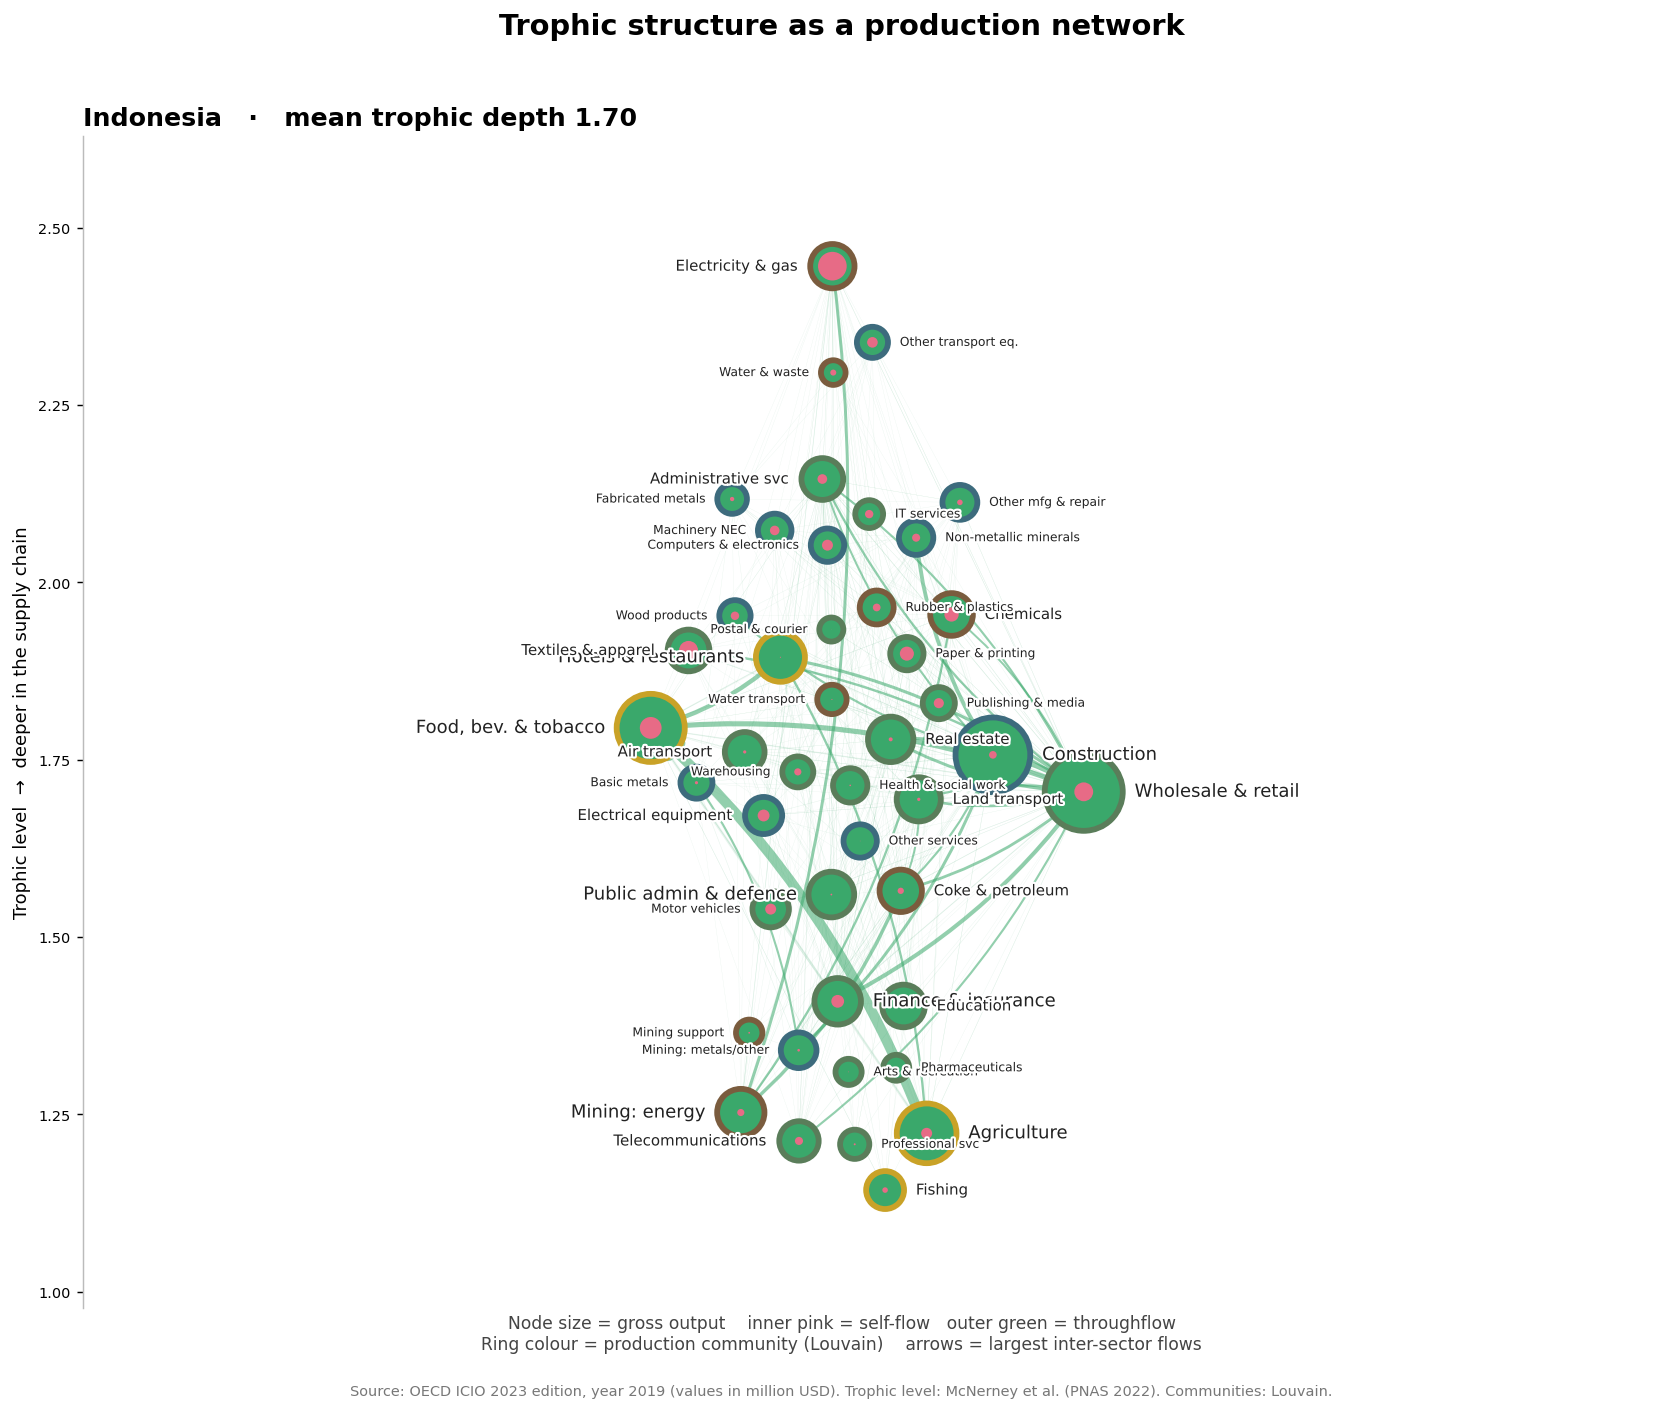 Trophic structure as a production network
Indonesia · mean trophic depth 1.70
Trophic level → deeper in the supply chain
2.50
2.25
2.00
1.75
1.50
1.25
1.00
Electricity & gas
Other transport eq.
Water & waste
Administrative svc
Fabricated metals
Other mfg & repair
IT services
Machinery NEC
Non-metallic minerals
Computers & electronics
Rubber & plastics
Chemicals
Wood products
Postal & courier
Textiles & apparel
Hotels & restaurants
Paper & printing
Water transport
Publishing & media
Food, bev. & tobacco
Real estate
Air transport
Construction
Warehousing
Basic metals
Health & social work
Wholesale & retail
Land transport
Electrical equipment
Other services
Public admin & defence
Coke & petroleum
Motor vehicles
Finance & insurance
Education
Mining support
Mining: metals/other
Pharmaceuticals
Arts & recreation
Mining: energy
Agriculture
Telecommunications
Professional svc
Fishing
Node size = gross output inner pink = self-flow outer green = throughflow
Ring colour = production community (Louvain) arrows = largest inter-sector flows
Source: OECD ICIO 2023 edition, year 2019 (values in million USD). Trophic level: McNerney et al. (PNAS 2022). Communities: Louvain.